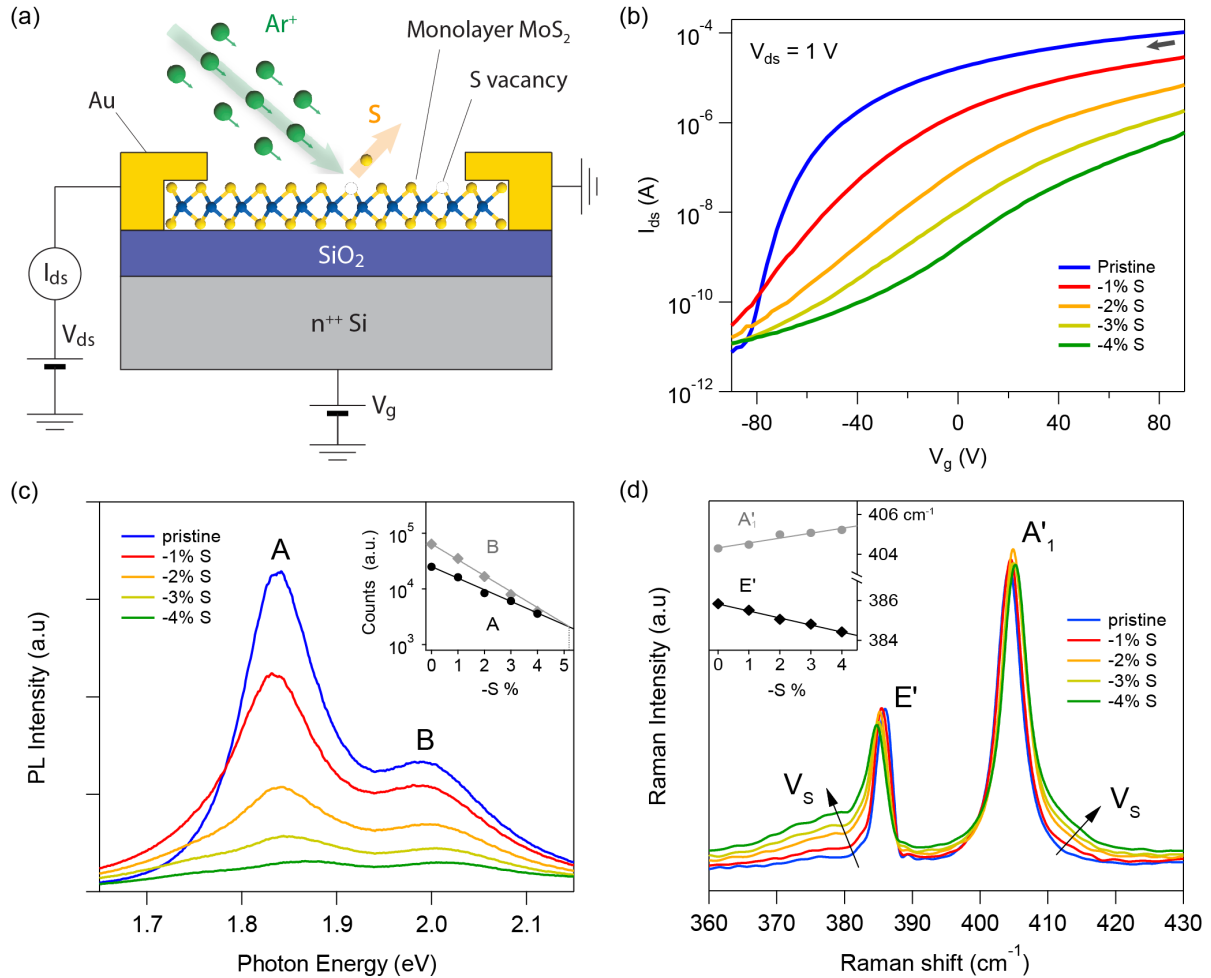 (a)
Ar⁺
Monolayer MoS₂
S vacancy
Au
S
SiO₂
n⁺⁺ Si
I_ds
V_ds
V_g
(b)
V_ds = 1 V
I_ds (A)
10⁻⁴
10⁻⁶
10⁻⁸
10⁻¹⁰
10⁻¹²
Pristine
-1% S
-2% S
-3% S
-4% S
-80 -40 0 40 80
V_g (V)
(c)
pristine
-1% S
-2% S
-3% S
-4% S
A
B
Counts (a.u.)
10⁵
10⁴
10³
B
A
0 1 2 3 4 5
-S %
PL Intensity (a.u)
1.7 1.8 1.9 2.0 2.1
Photon Energy (eV)
(d)
A'₁
E'
406 cm⁻¹
404
386
384
0 1 2 3 4
-S %
A'₁
E'
pristine
-1% S
-2% S
-3% S
-4% S
V_S
V_S
Raman Intensity (a.u.)
360 370 380 390 400 410 420 430
Raman shift (cm⁻¹)